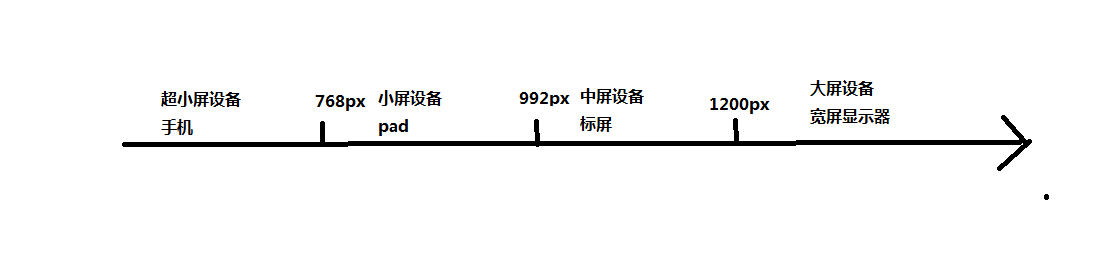 超小屏设备
手机
768px
小屏设备
pad
992px
中屏设备
标屏
1200px
大屏设备
宽屏显示器